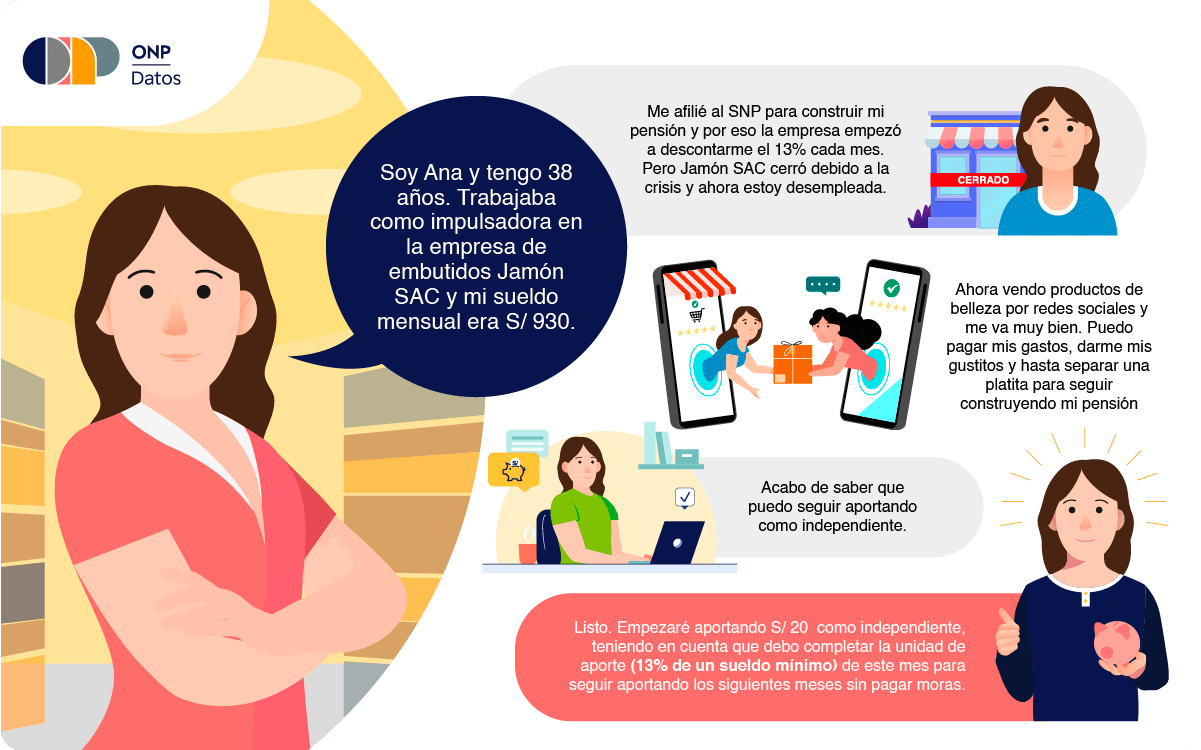 ONP
Datos
Soy Ana y tengo 38
años. Trabajaba
como impulsadora en
la empresa de
embutidos Jamón
SAC y mi sueldo
mensual era S/ 930.
Me afilié al SNP para construir mi
pensión y por eso la empresa empezó
a descontarme el 13% cada mes.
Pero Jamón SAC cerró debido a la
crisis y ahora estoy desempleada.
CERRADO
Ahora vendo productos de
belleza por redes sociales y
me va muy bien. Puedo
pagar mis gastos, darme mis
gustitos y hasta separar una
platita para seguir
construyendo mi pensión
S/
Acabo de saber que
puedo seguir aportando
como independiente.
Listo. Empezaré aportando S/ 20 como independiente,
teniendo en cuenta que debo completar la unidad de
aporte (13% de un sueldo mínimo) de este mes para
seguir aportando los siguientes meses sin pagar moras.